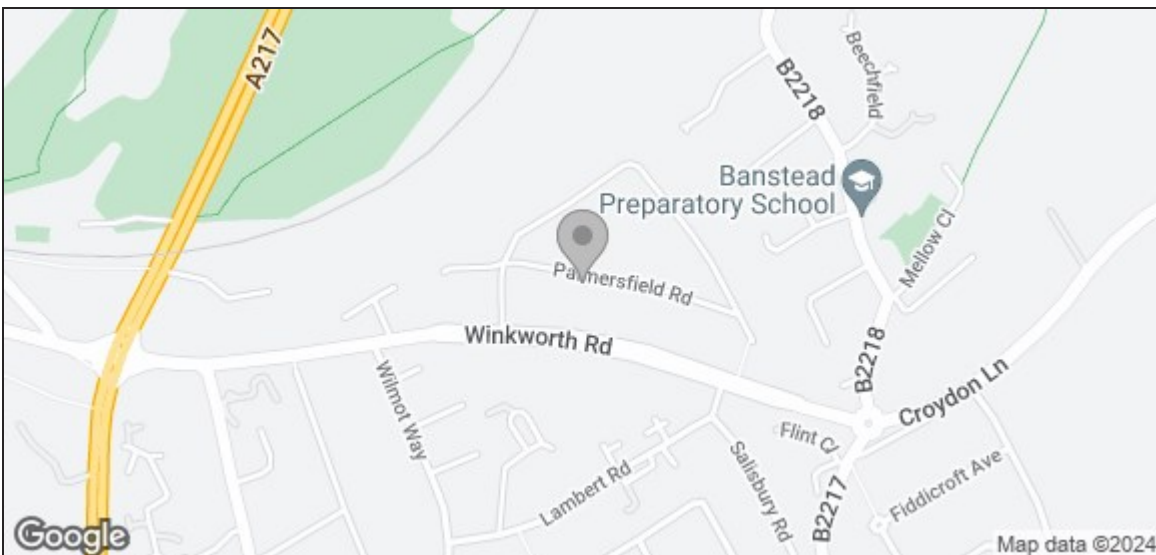 A217
B2218
Beechfield
Banstead
Preparatory School
Mellow Cl
Palmersfield Rd
Winkworth Rd
Wilmot Way
B2218
Croydon Ln
Flint Cl
Lambert Rd
Salisbury Rd
B2217
Fiddicroft Ave
Google
Map data ©2024